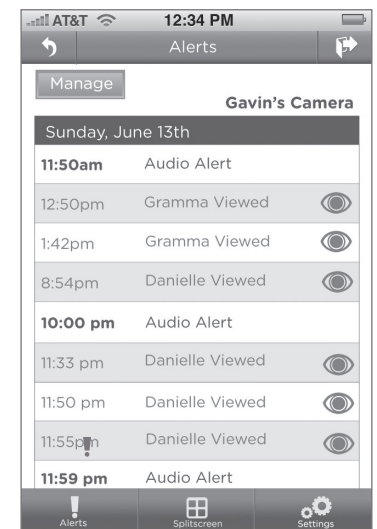 AT&T 12:34 PM
Alerts
Manage
Gavin's Camera
Sunday, June 13th
11:50am Audio Alert
12:50pm Gramma Viewed
1:42pm Gramma Viewed
8:54pm Danielle Viewed
10:00 pm Audio Alert
11:33 pm Danielle Viewed
11:50 pm Danielle Viewed
11:55pm Danielle Viewed
11:59 pm Audio Alert
Alerts Splitscreen Settings